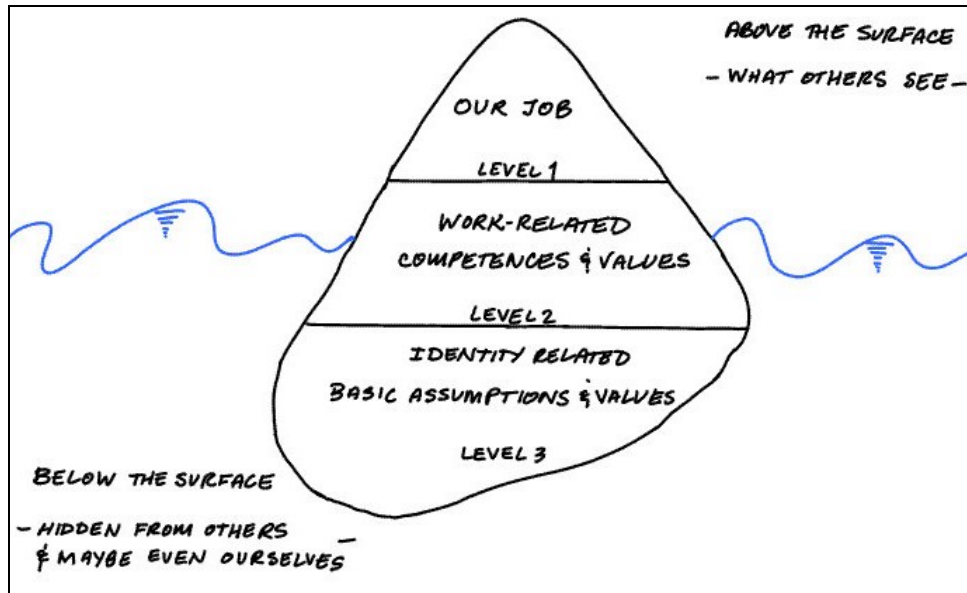 ABOVE THE SURFACE
- WHAT OTHERS SEE -
OUR JOB
LEVEL 1
WORK-RELATED
COMPETENCES & VALUES
LEVEL 2
IDENTITY RELATED
BASIC ASSUMPTIONS & VALUES
LEVEL 3
BELOW THE SURFACE
- HIDDEN FROM OTHERS
& MAYBE EVEN OURSELVES -